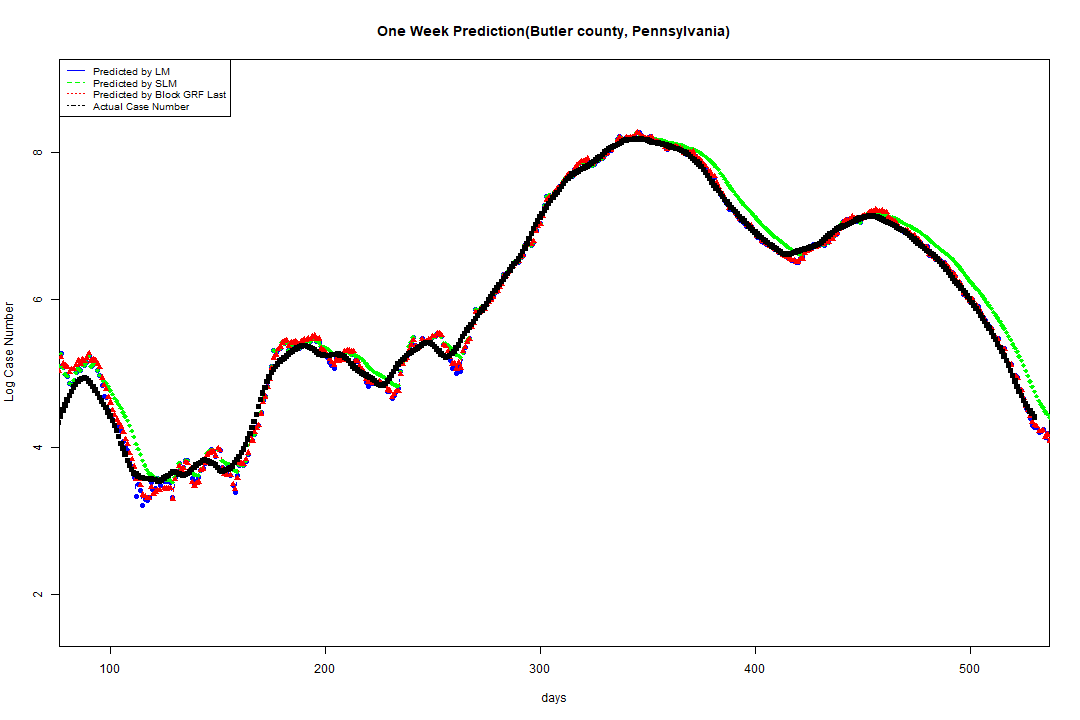 One Week Prediction(Butler county, Pennsylvania)
Predicted by LM
Predicted by SLM
Predicted by Block GRF Last
Actual Case Number
8
6
4
2
Log Case Number
100 200 300 400 500
days